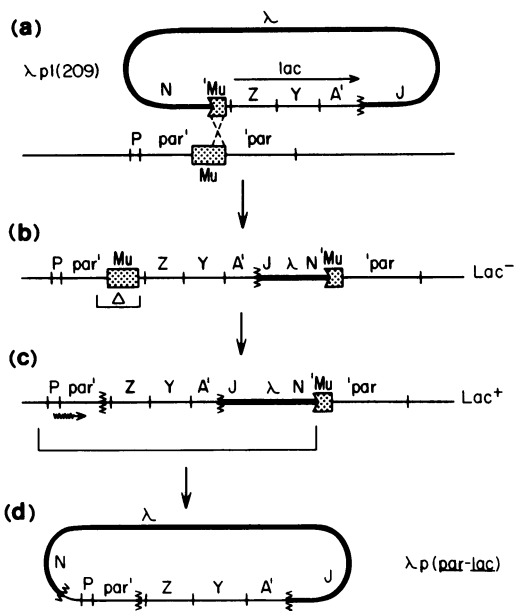 (a)
λ
λp1(209)
N 'Mu lac Z Y A' J
P par' 'par
Mu
(b)
P par' Mu Z Y A' J λ N 'Mu 'par Lac⁻
Δ
(c)
P par' Z Y A' J λ N 'Mu 'par Lac⁺
(d)
λ
N P par' Z Y A' J λp(par-lac)